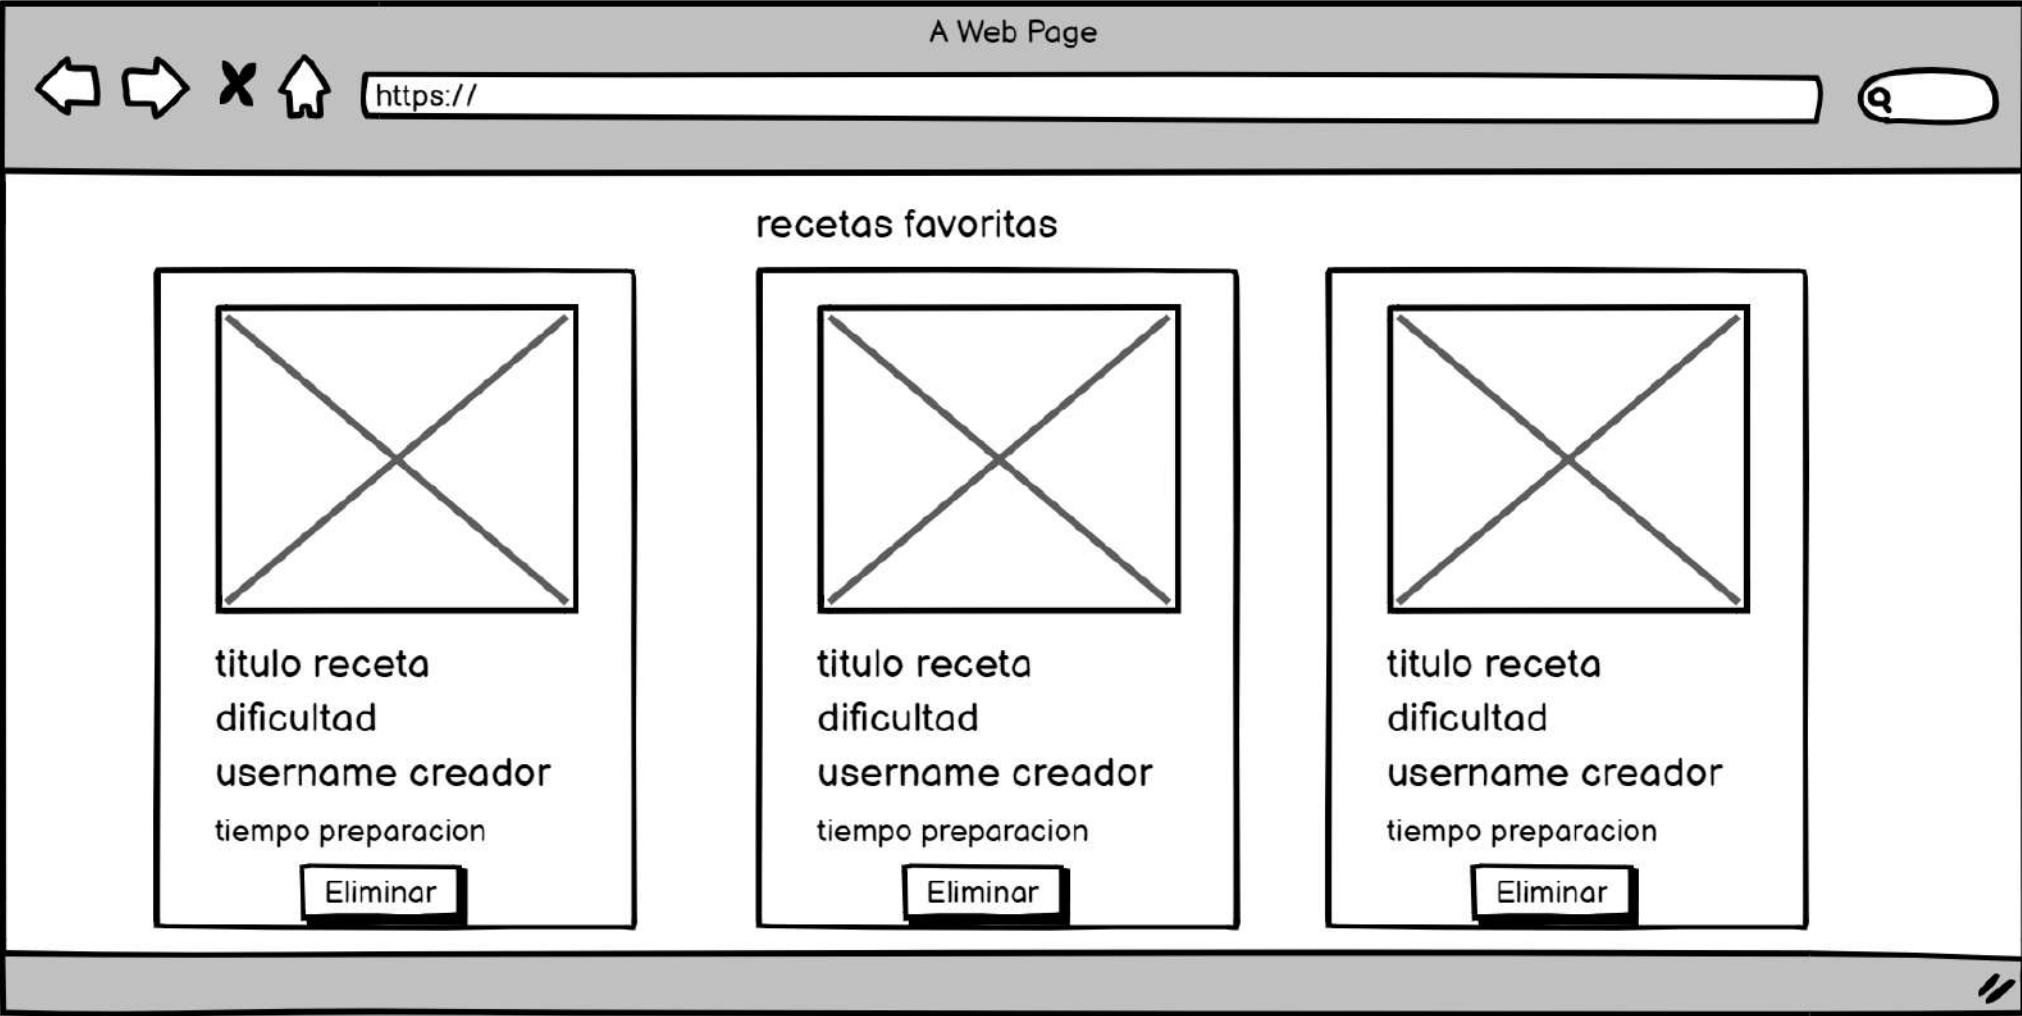 A Web Page
https://
recetas favoritas
titulo receta
dificultad
username creador
tiempo preparacion
Eliminar
titulo receta
dificultad
username creador
tiempo preparacion
Eliminar
titulo receta
dificultad
username creador
tiempo preparacion
Eliminar